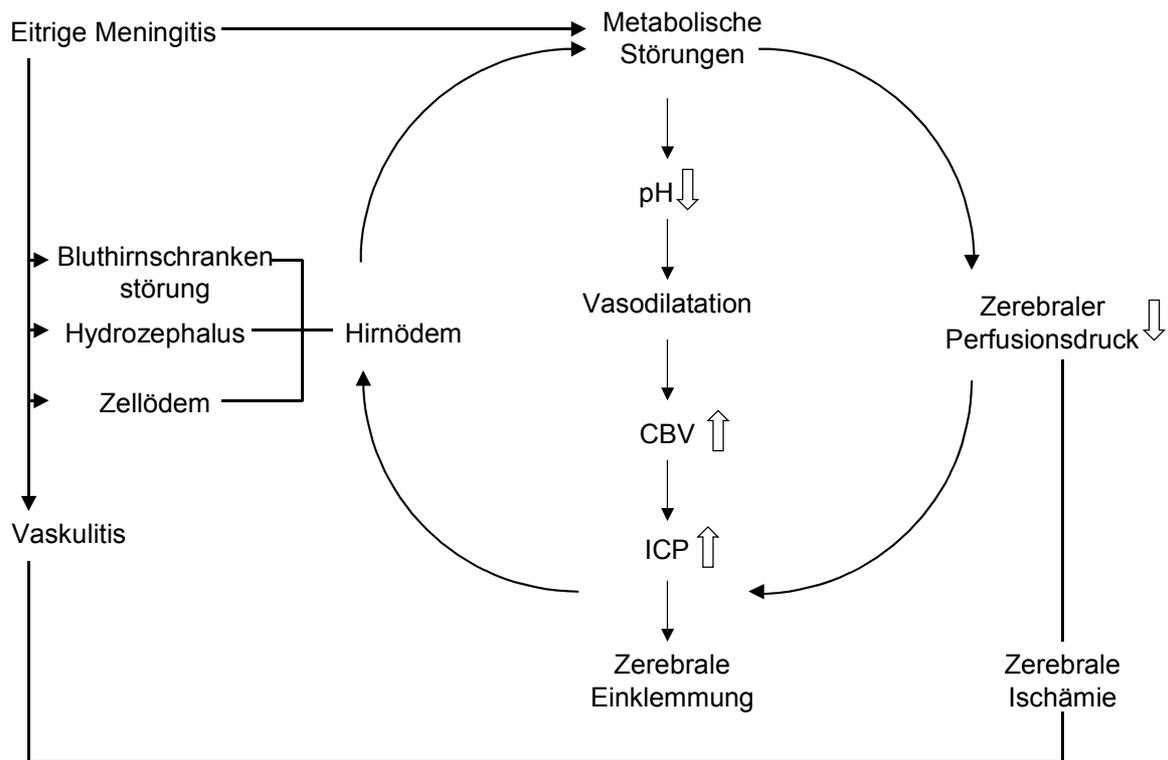 Eitrige Meningitis
Metabolische
Störungen
pH
Bluthirnschranken
störung
Hydrozephalus
Zellödem
Hirnödem
Vasodilatation
Zerebraler
Perfusionsdruck
CBV
Vaskulitis
ICP
Zerebrale
Einklemmung
Zerebrale
Ischämie